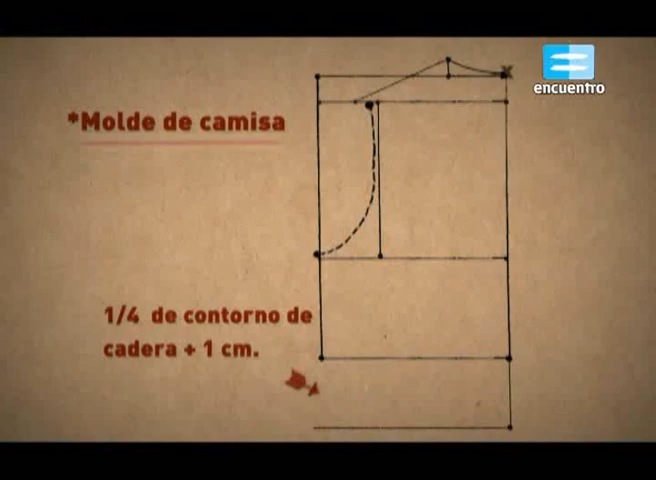 encuentro
*Molde de camisa
1/4 de contorno de
cadera + 1 cm.